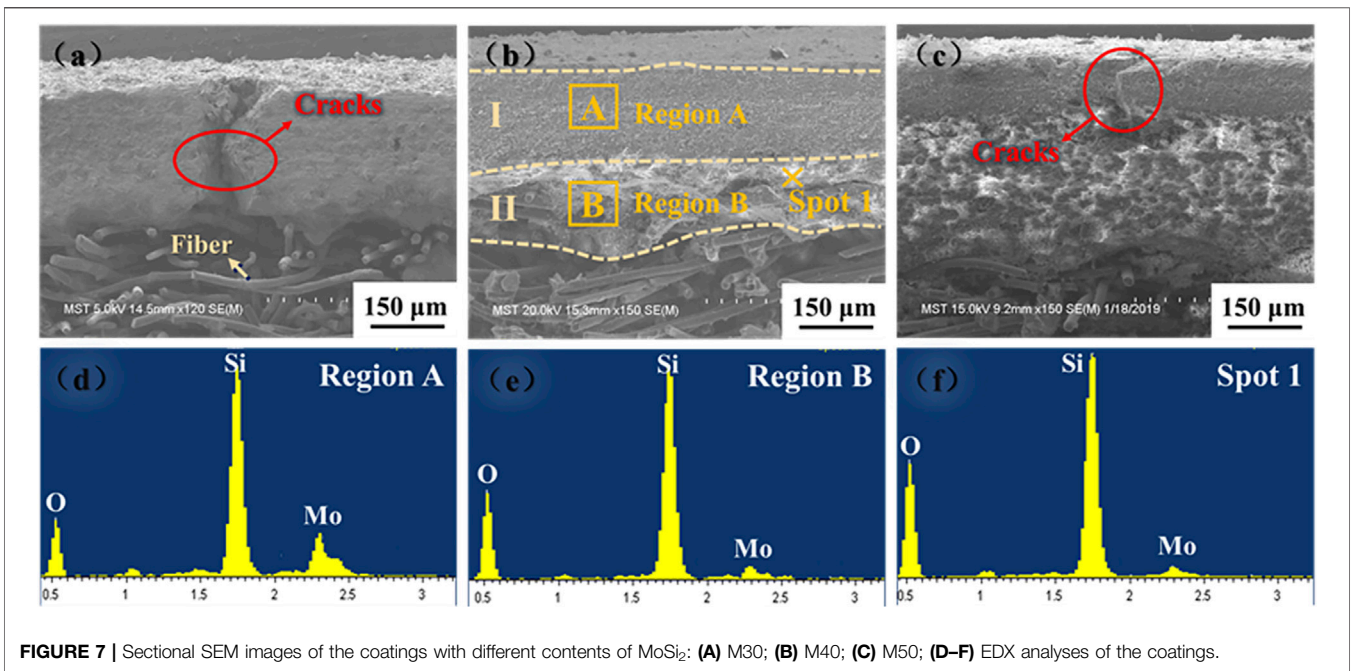 (a)
Cracks
Fiber
MST 5.0kV 14.5mm x120 SE(M)
150 μm
(b)
I
A Region A
II
B Region B
Spot 1
MST 20.0kV 15.3mm x150 SE(M)
150 μm
(c)
Cracks
MST 15.0kV 9.2mm x150 SE(M) 1/18/2019
150 μm
(d)
Si
Region A
O
Mo
0.5 1 1.5 2 2.5 3
(e)
Si
Region B
O
Mo
0.5 1 1.5 2 2.5 3
(f)
Si
Spot 1
O
Mo
0.5 1 1.5 2 2.5 3
FIGURE 7 | Sectional SEM images of the coatings with different contents of MoSi₂: (A) M30; (B) M40; (C) M50; (D–F) EDX analyses of the coatings.